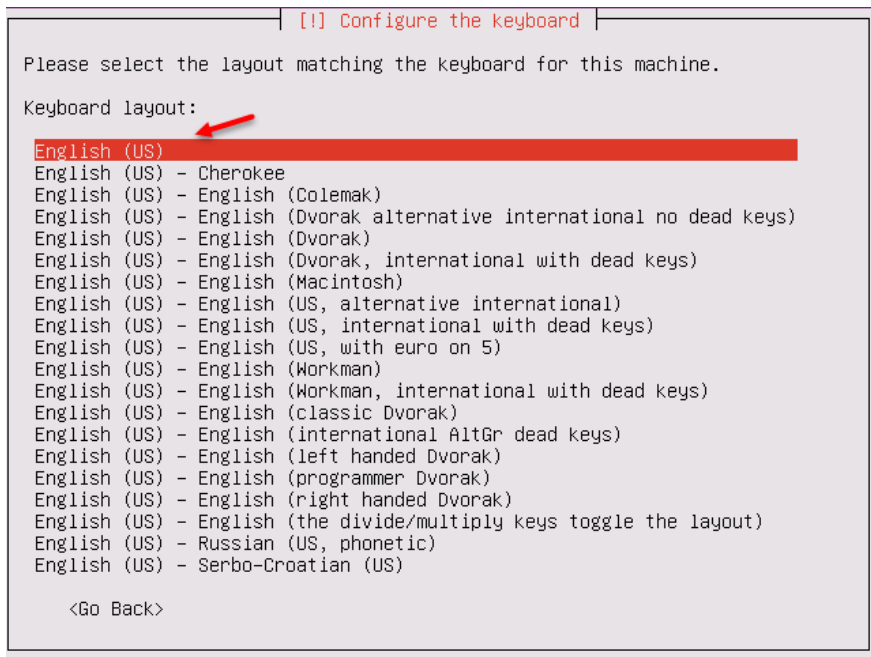 [!] Configure the keyboard
Please select the layout matching the keyboard for this machine.
Keyboard layout:
English (US)
English (US) - Cherokee
English (US) - English (Colemak)
English (US) - English (Dvorak alternative international no dead keys)
English (US) - English (Dvorak)
English (US) - English (Dvorak, international with dead keys)
English (US) - English (Macintosh)
English (US) - English (US, alternative international)
English (US) - English (US, international with dead keys)
English (US) - English (US, with euro on 5)
English (US) - English (Workman)
English (US) - English (Workman, international with dead keys)
English (US) - English (classic Dvorak)
English (US) - English (international AltGr dead keys)
English (US) - English (left handed Dvorak)
English (US) - English (programmer Dvorak)
English (US) - English (right handed Dvorak)
English (US) - English (the divide/multiply keys toggle the layout)
English (US) - Russian (US, phonetic)
English (US) - Serbo-Croatian (US)
<Go Back>